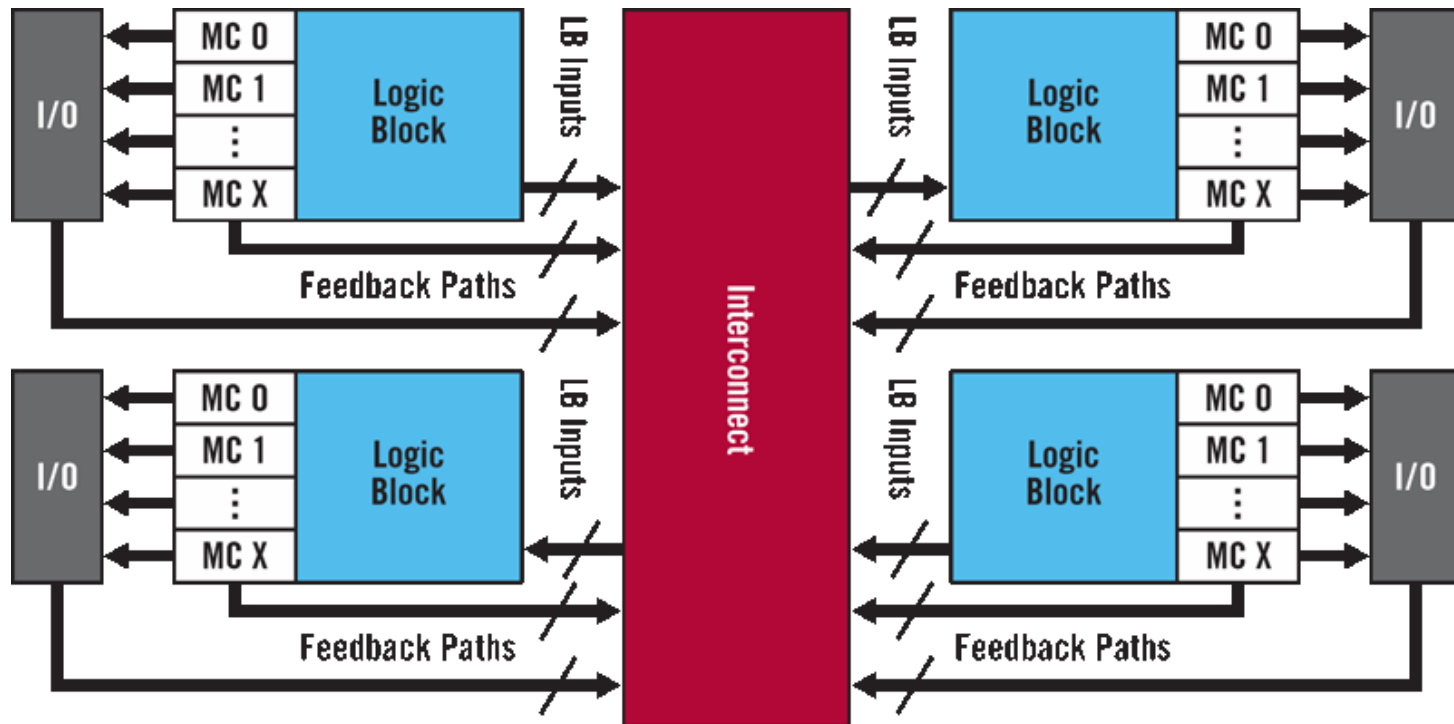 I/O
MC 0
MC 1
⋮
MC X
Logic
Block
LB Inputs
Feedback Paths
Interconnect
LB Inputs
Logic
Block
MC 0
MC 1
⋮
MC X
I/O
Feedback Paths
I/O
MC 0
MC 1
⋮
MC X
Logic
Block
LB Inputs
Feedback Paths
LB Inputs
Logic
Block
MC 0
MC 1
⋮
MC X
I/O
Feedback Paths